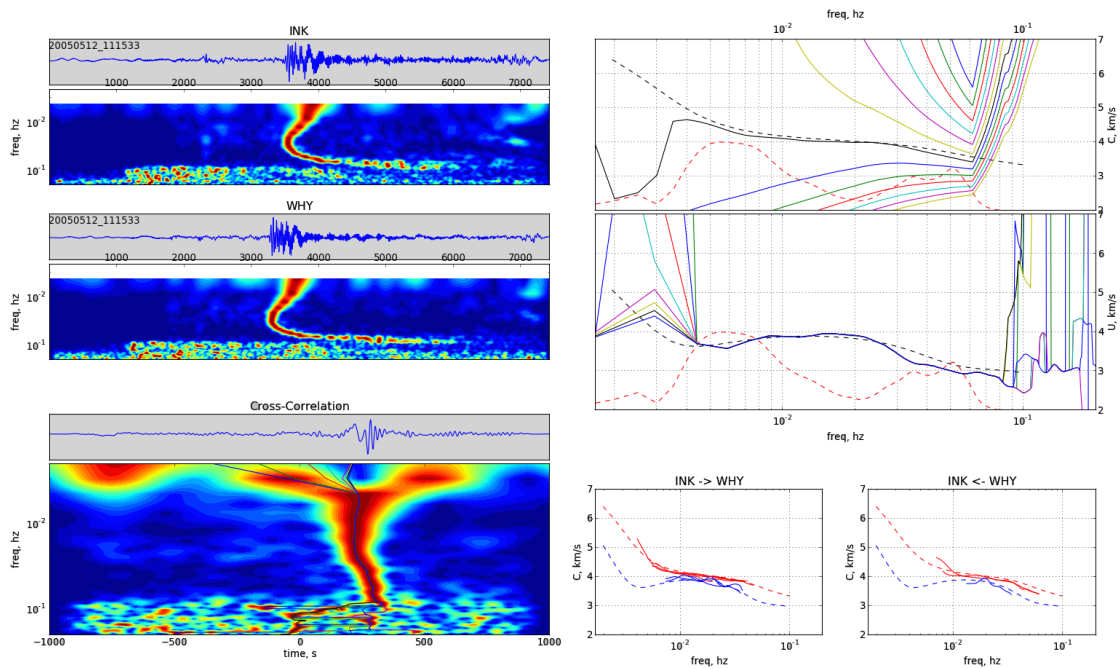 INK
20050512_111533
1000 2000 3000 4000 5000 6000 7000
freq, hz
10^-2
10^-1
WHY
20050512_111533
1000 2000 3000 4000 5000 6000 7000
freq, hz
10^-2
10^-1
Cross-Correlation
freq, hz
10^-2
10^-1
−1000 −500 0 500 1000
time, s
freq, hz
10^-2 10^-1
7
6
5
4
3
2
C, km/s
7
6
5
4
3
2
U, km/s
10^-2 10^-1
freq, hz
INK -> WHY
7
6
5
4
3
2
C, km/s
10^-2 10^-1
freq, hz
INK <- WHY
7
6
5
4
3
2
C, km/s
10^-2 10^-1
freq, hz